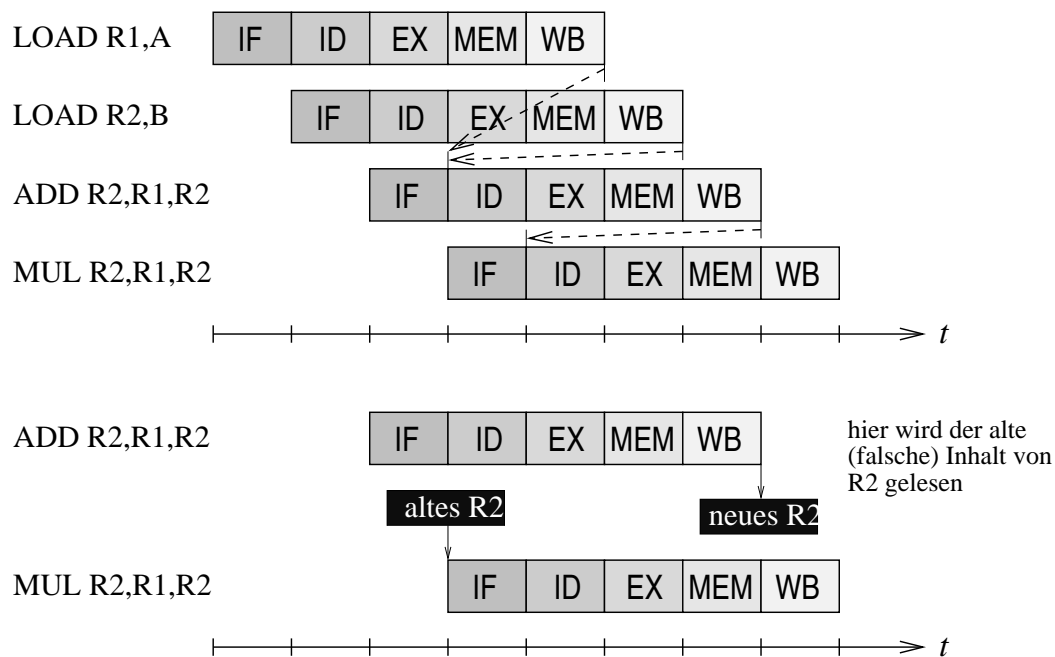 LOAD R1,A IF ID EX MEM WB
LOAD R2,B IF ID EX MEM WB
ADD R2,R1,R2 IF ID EX MEM WB
MUL R2,R1,R2 IF ID EX MEM WB
t
ADD R2,R1,R2 IF ID EX MEM WB
hier wird der alte
(falsche) Inhalt von
R2 gelesen
altes R2 neues R2
MUL R2,R1,R2 IF ID EX MEM WB
t